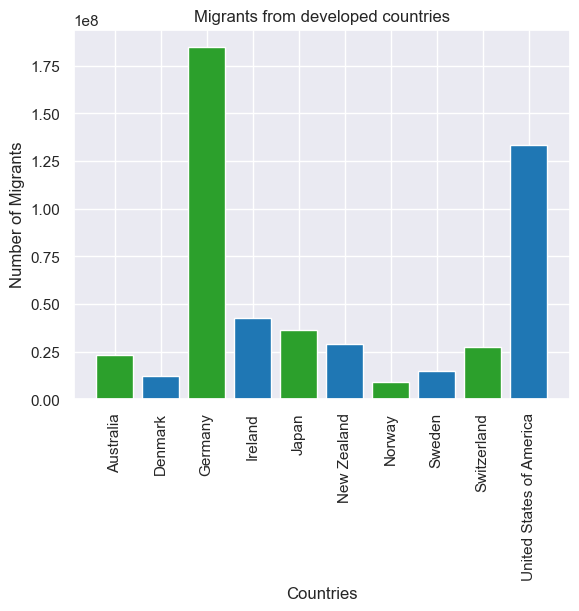 Migrants from developed countries
1e8
1.75
1.50
1.25
1.00
0.75
0.50
0.25
0.00
Number of Migrants
Australia
Denmark
Germany
Ireland
Japan
New Zealand
Norway
Sweden
Switzerland
United States of America
Countries